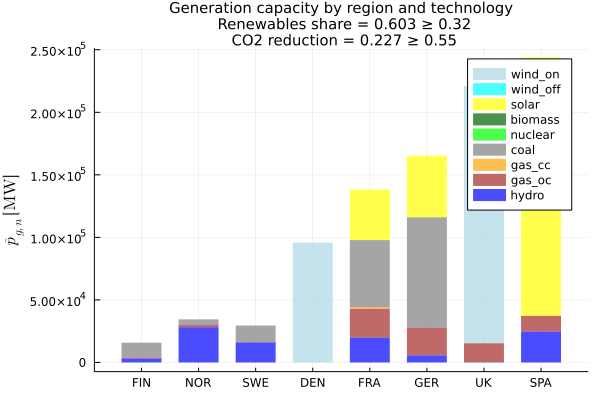 Generation capacity by region and technology
Renewables share = 0.603 ≥ 0.32
CO2 reduction = 0.227 ≥ 0.55
2.50×10⁵
2.00×10⁵
1.50×10⁵
1.00×10⁵
5.00×10⁴
0
p̄g,n [MW]
wind_on
wind_off
solar
biomass
nuclear
coal
gas_cc
gas_oc
hydro
FIN NOR SWE DEN FRA GER UK SPA